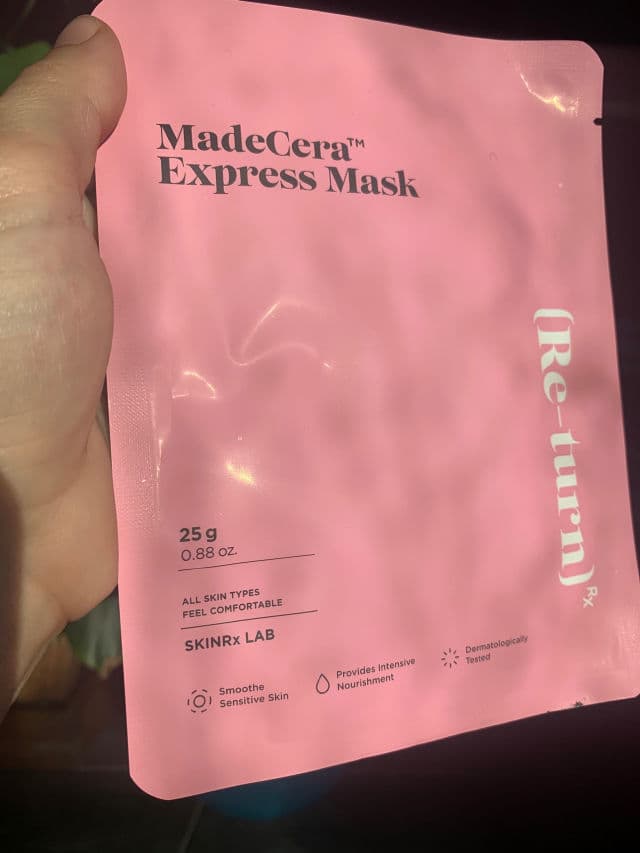 MadeCera™
Express Mask
(Re-turn)Rx
25 g
0.88 oz.
ALL SKIN TYPES
FEEL COMFORTABLE
SKINRx LAB
Smoothe
Sensitive Skin
Provides Intensive
Nourishment
Dermatologically
Tested